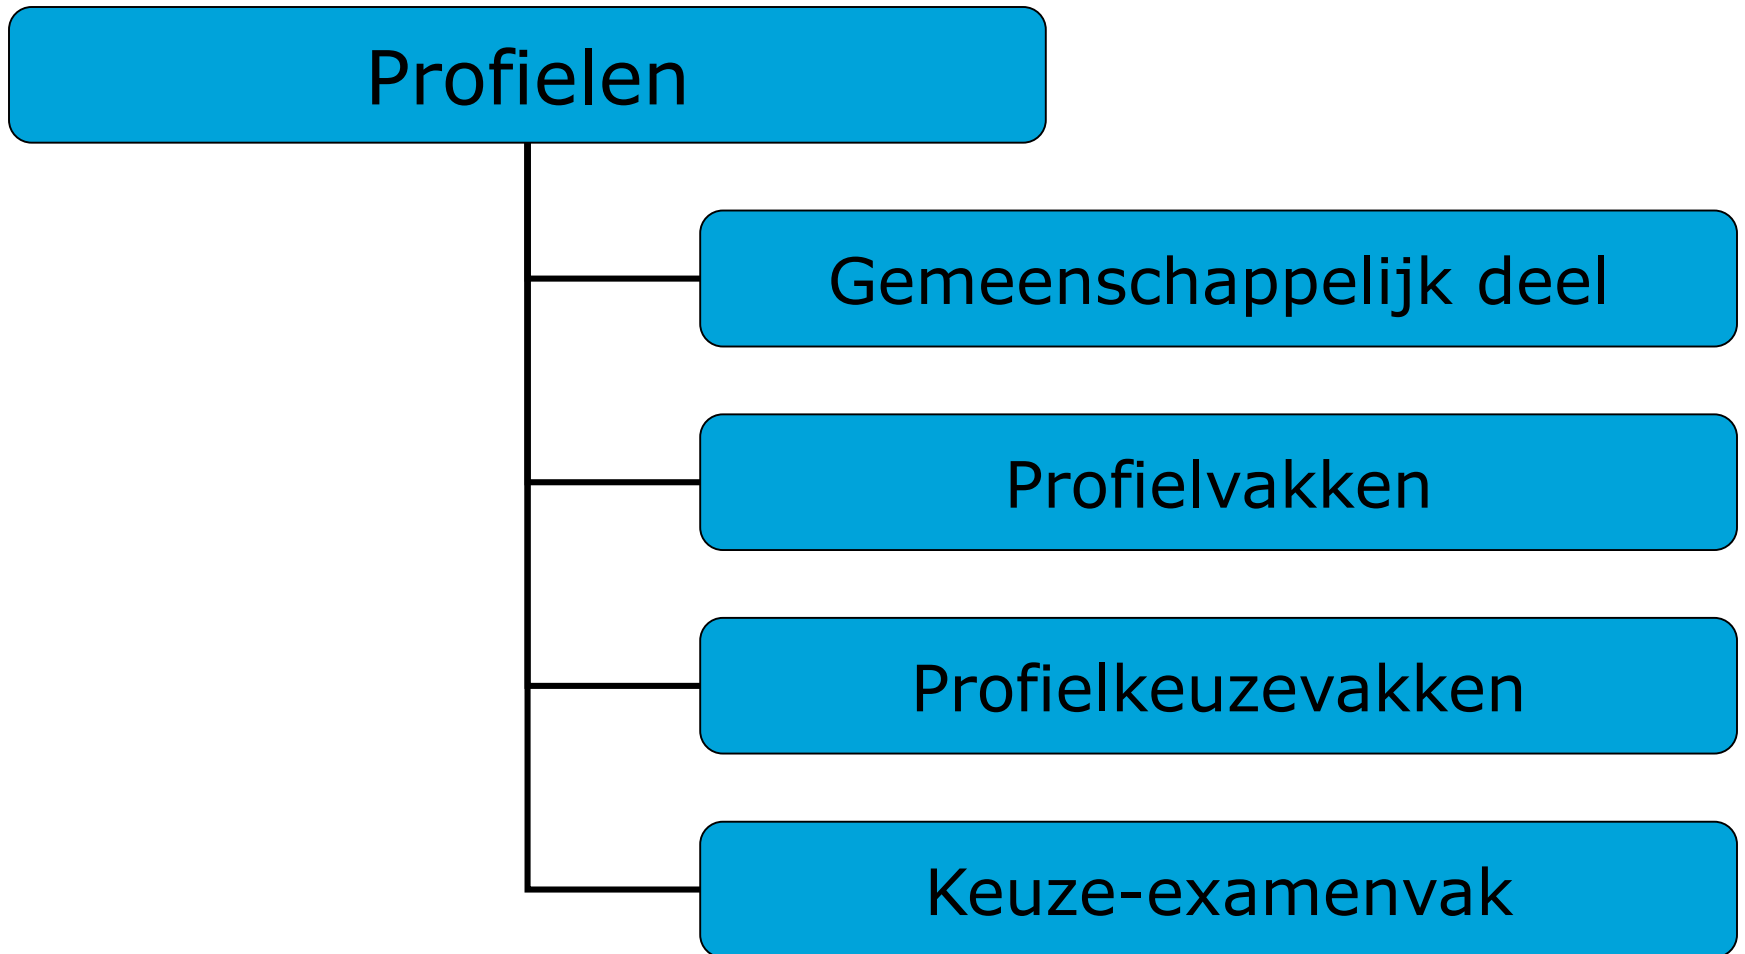 Profielen
Gemeenschappelijk deel
Profielvakken
Profielkeuzevakken
Keuze-examenvak